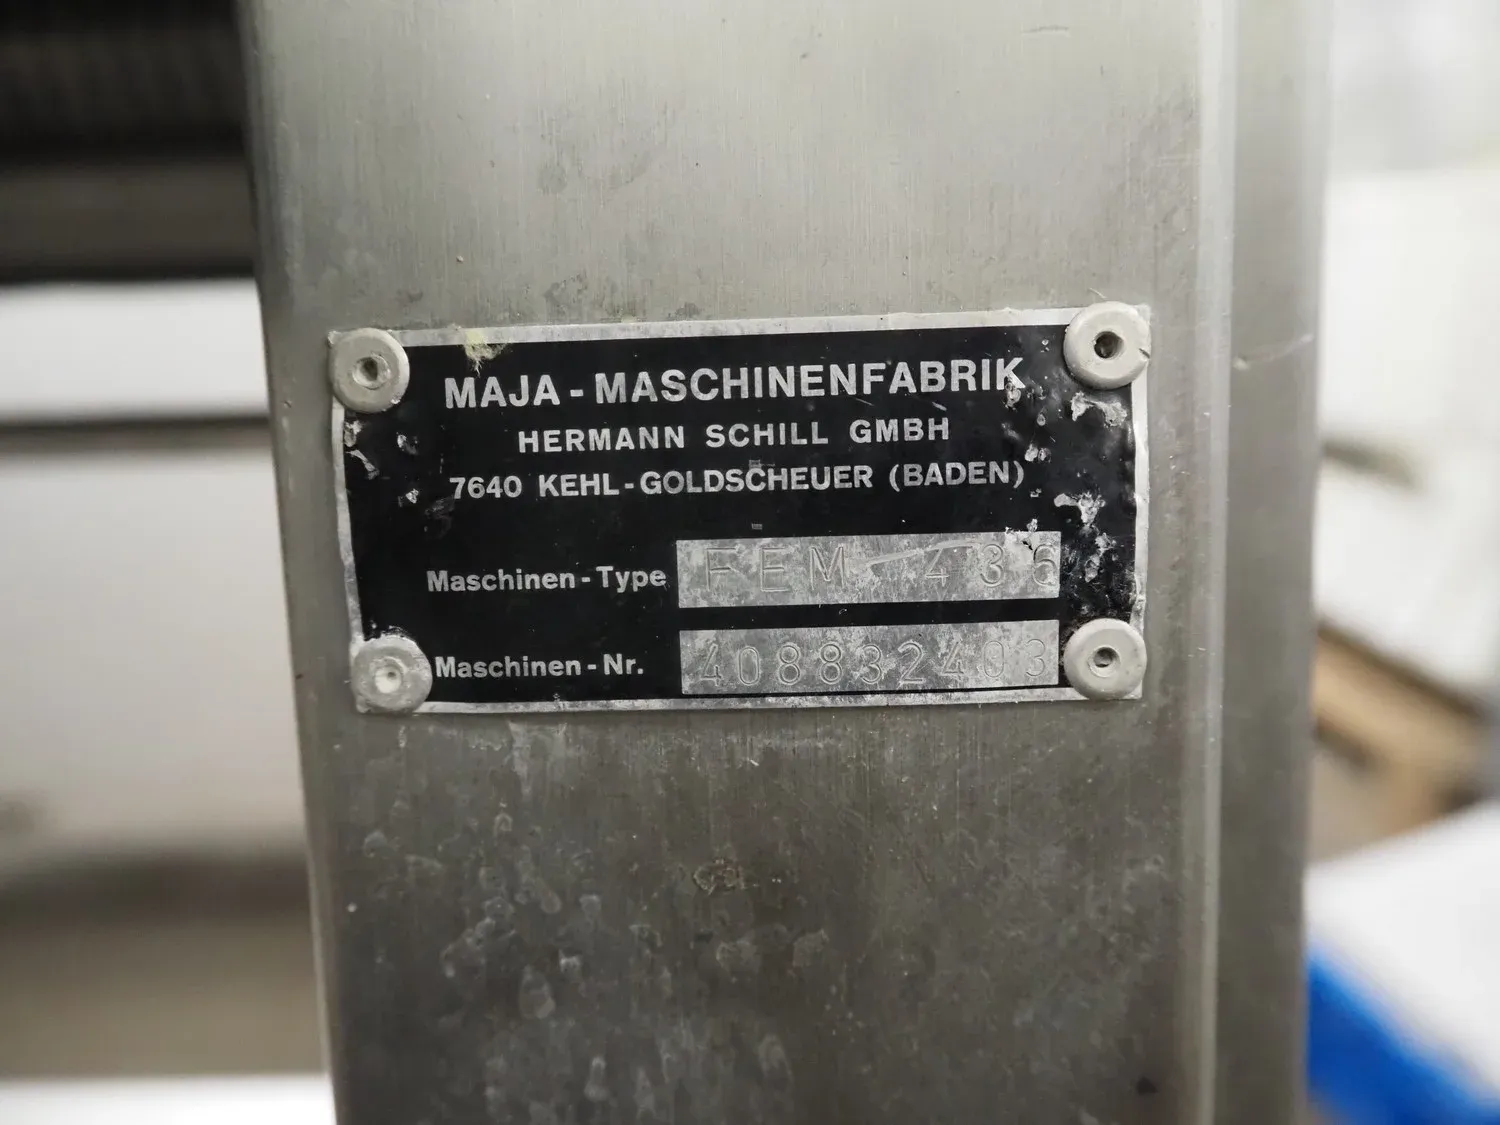 MAJA - MASCHINENFABRIK
HERMANN SCHILL GMBH
7640 KEHL - GOLDSCHEUER (BADEN)
Maschinen - Type FEM 436
Maschinen - Nr. 408832403